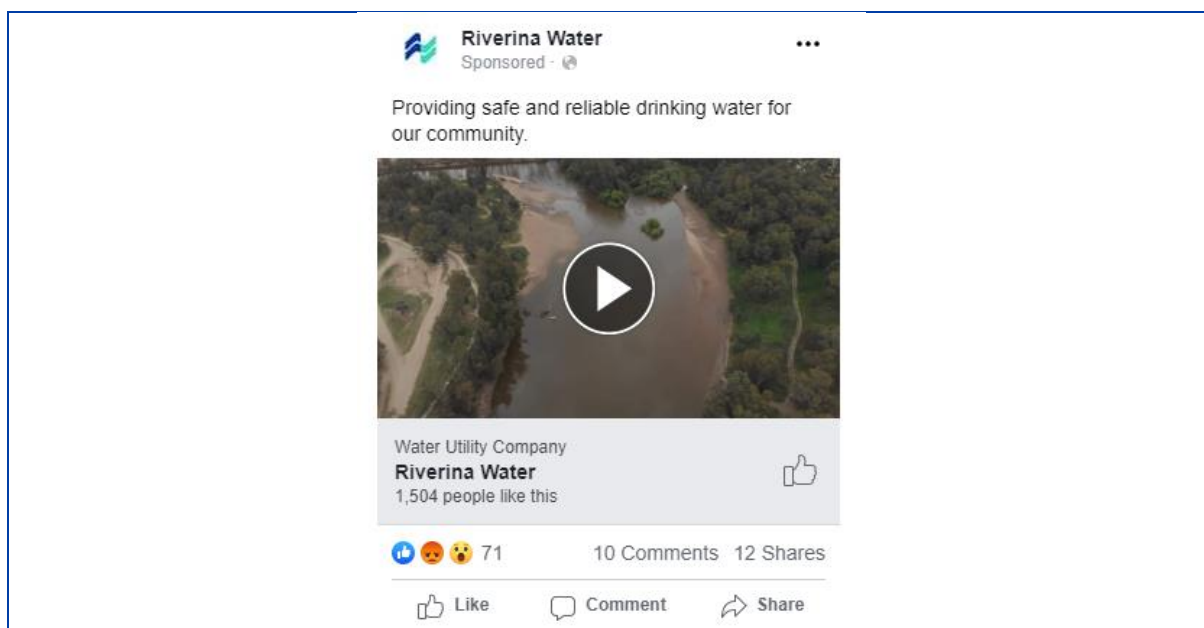 Riverina Water
Sponsored ·
Providing safe and reliable drinking water for
our community.
Water Utility Company
Riverina Water
1,504 people like this
71 10 Comments 12 Shares
Like Comment Share